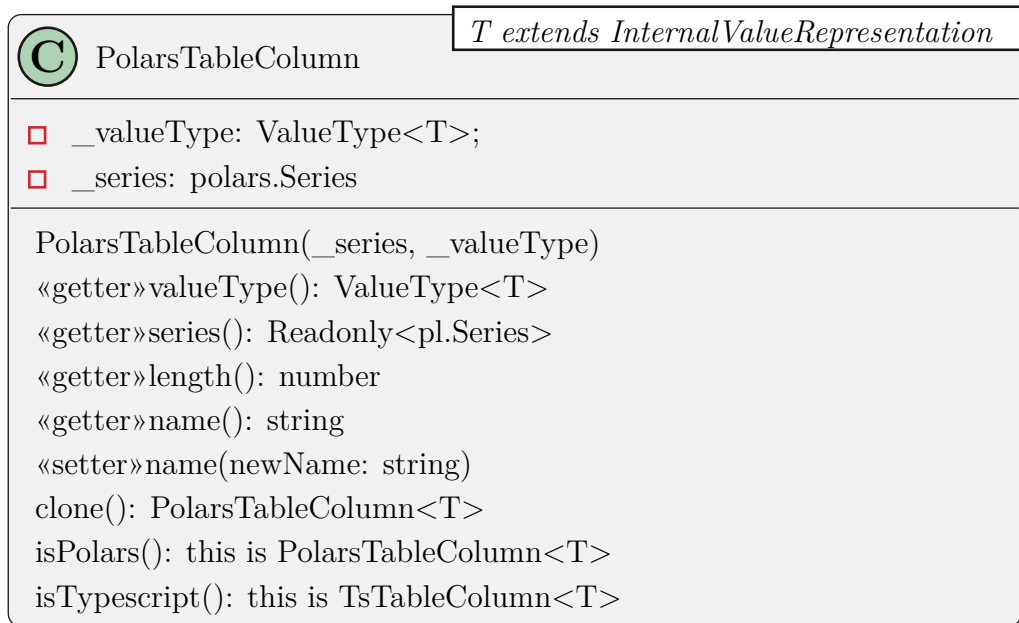 T extends InternalValueRepresentation
C PolarsTableColumn
_valueType: ValueType<T>;
_series: polars.Series
PolarsTableColumn(_series, _valueType)
«getter»valueType(): ValueType<T>
«getter»series(): Readonly<pl.Series>
«getter»length(): number
«getter»name(): string
«setter»name(newName: string)
clone(): PolarsTableColumn<T>
isPolars(): this is PolarsTableColumn<T>
isTypescript(): this is TsTableColumn<T>